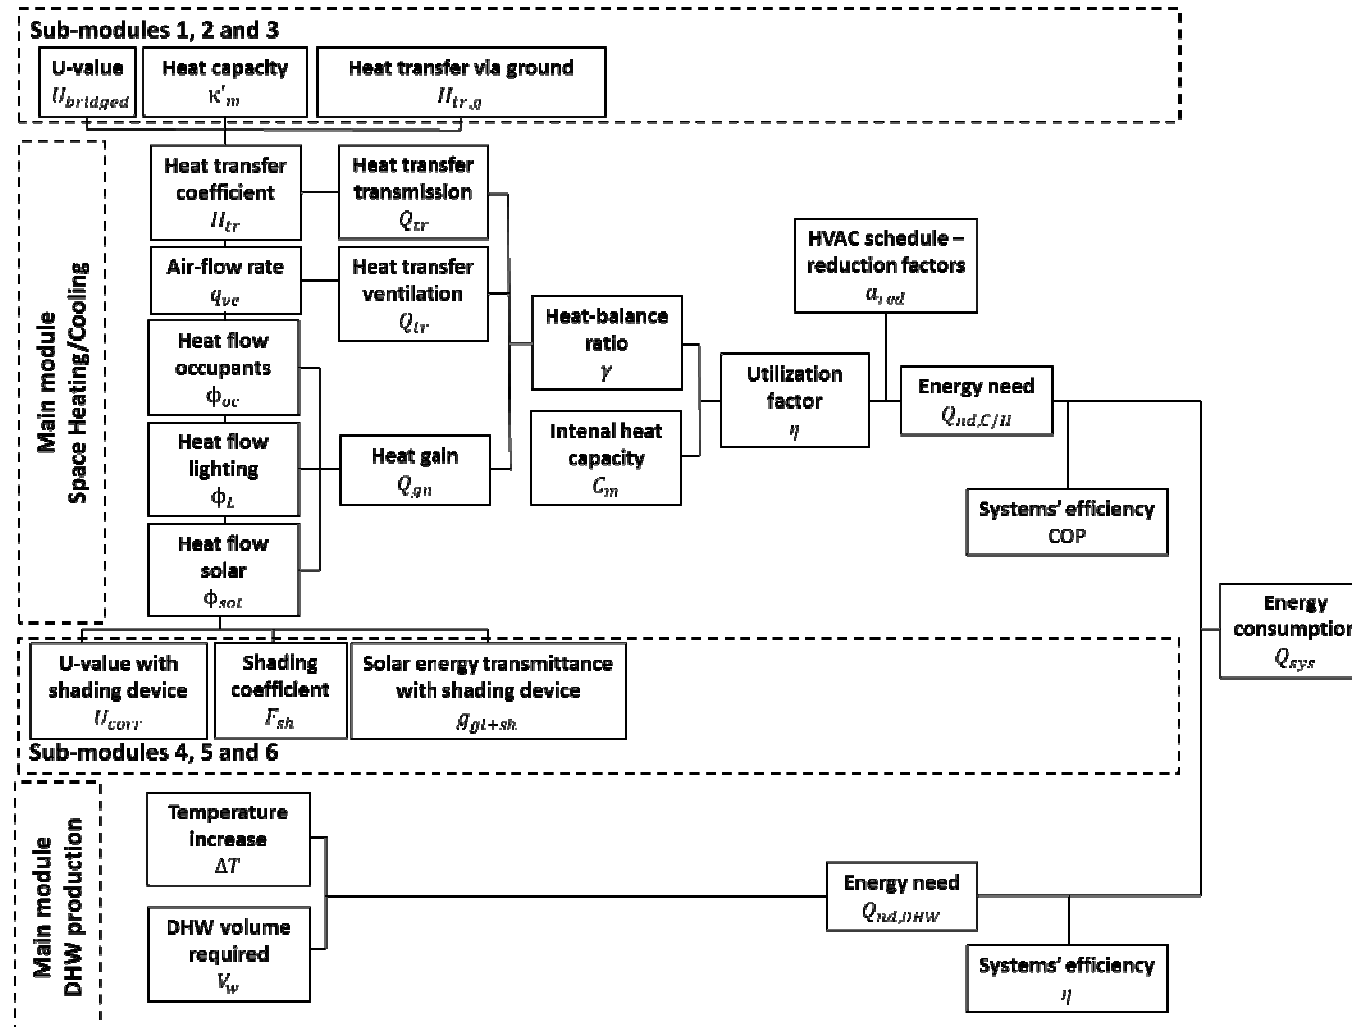 Sub-modules 1, 2 and 3
U-value
U_bridged
Heat capacity
κ'_m
Heat transfer via ground
H_tr,g
Main module
Space Heating/Cooling
Heat transfer
coefficient
H_tr
Heat transfer
transmission
Q_tr
Air-flow rate
q_ve
Heat transfer
ventilation
Q_tr
Heat flow
occupants
ϕ_oc
Heat flow
lighting
ϕ_L
Heat flow
solar
ϕ_sol
Heat gain
Q_gn
Heat-balance
ratio
γ
Intenal heat
capacity
C_m
Utilization
factor
η
HVAC schedule –
reduction factors
a_red
Energy need
Q_nd,C/H
Systems' efficiency
COP
Energy
consumption
Q_sys
U-value with
shading device
U_corr
Shading
coefficient
F_sh
Solar energy transmittance
with shading device
g_gl+sh
Sub-modules 4, 5 and 6
Main module
DHW production
Temperature
increase
ΔT
DHW volume
required
V_w
Energy need
Q_nd,DHW
Systems' efficiency
η